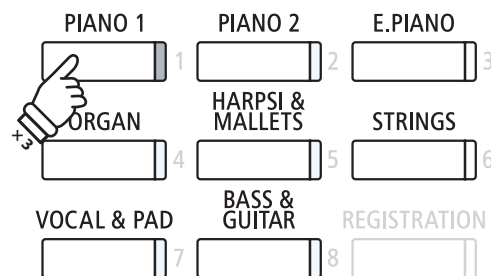 PIANO 1 PIANO 2 E.PIANO
1 2 3
ORGAN HARPSI & MALLETS STRINGS
×3
4 5 6
VOCAL & PAD BASS & GUITAR REGISTRATION
7 8